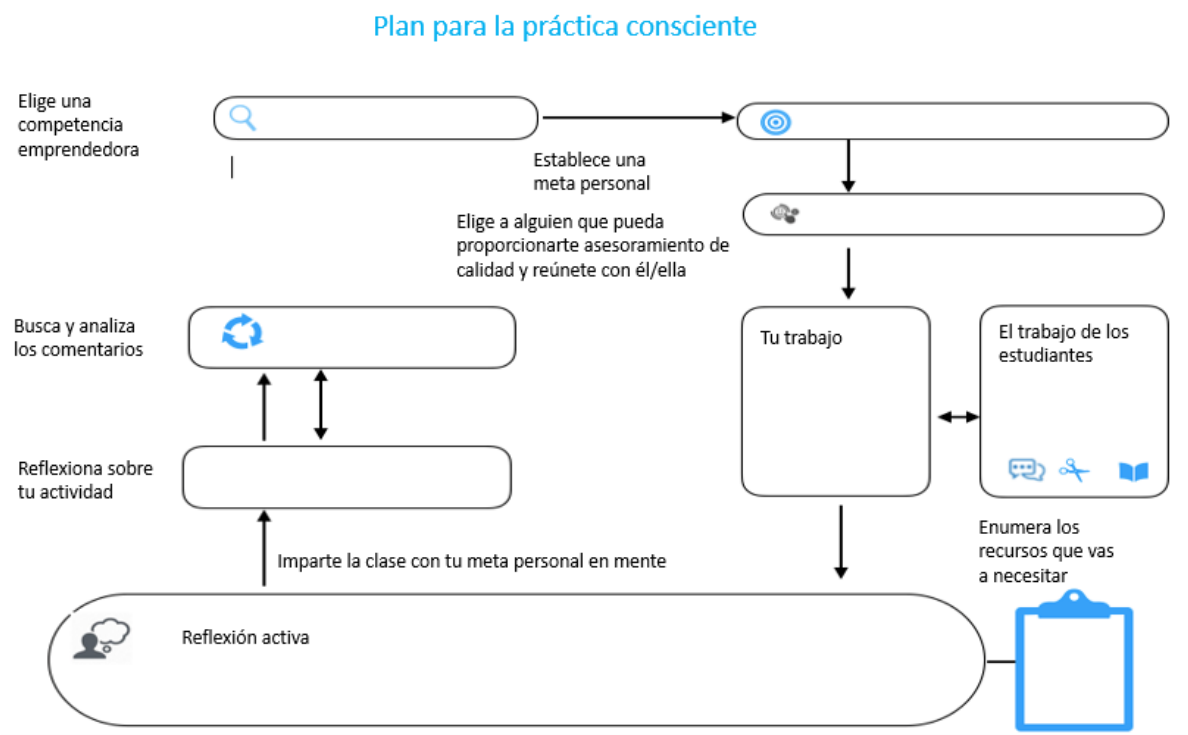 Plan para la práctica consciente
Elige una
competencia
emprendedora
Establece una
meta personal
Elige a alguien que pueda
proporcionarte asesoramiento de
calidad y reúnete con él/ella
Busca y analiza
los comentarios
Tu trabajo
El trabajo de los
estudiantes
Reflexiona sobre
tu actividad
Enumera los
recursos que vas
a necesitar
Imparte la clase con tu meta personal en mente
Reflexión activa